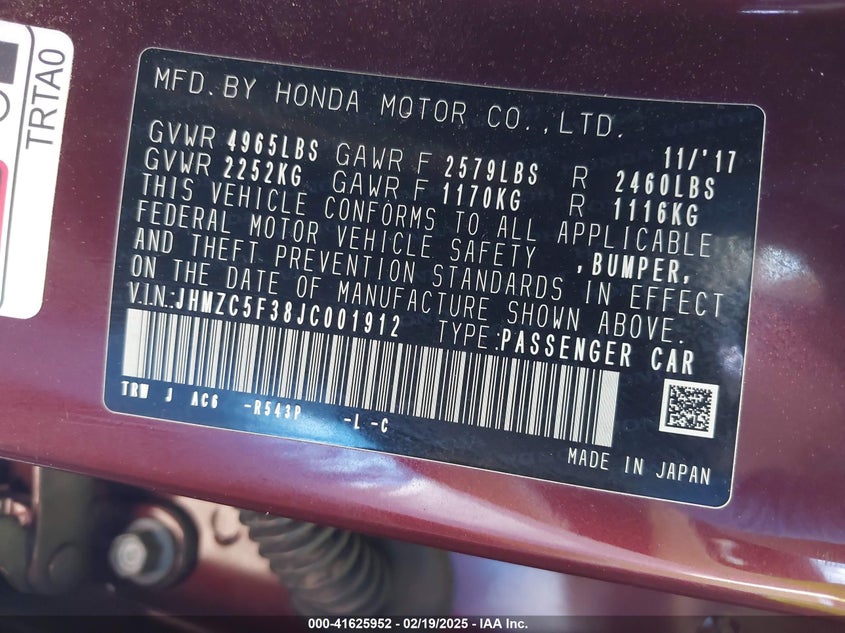 TRTA0
MFD.BY HONDA MOTOR CO.,LTD.
11/'17
GVWR 4965LBS GAWR F 2579LBS R 2460LBS
GVWR 2252KG GAWR F 1170KG R 1116KG
THIS VEHICLE CONFORMS TO ALL APPLICABLE
FEDERAL MOTOR VEHICLE SAFETY ,BUMPER,
AND THEFT PREVENTION STANDARDS IN EFFECT
ON THE DATE OF MANUFACTURE SHOWN ABOVE.
V.I.N.:JHMZC5F38JC001912 TYPE:PASSENGER CAR
TRW J AC6 -R543P -L -C
MADE IN JAPAN
000-41625952 - 02/19/2025 - IAA Inc.